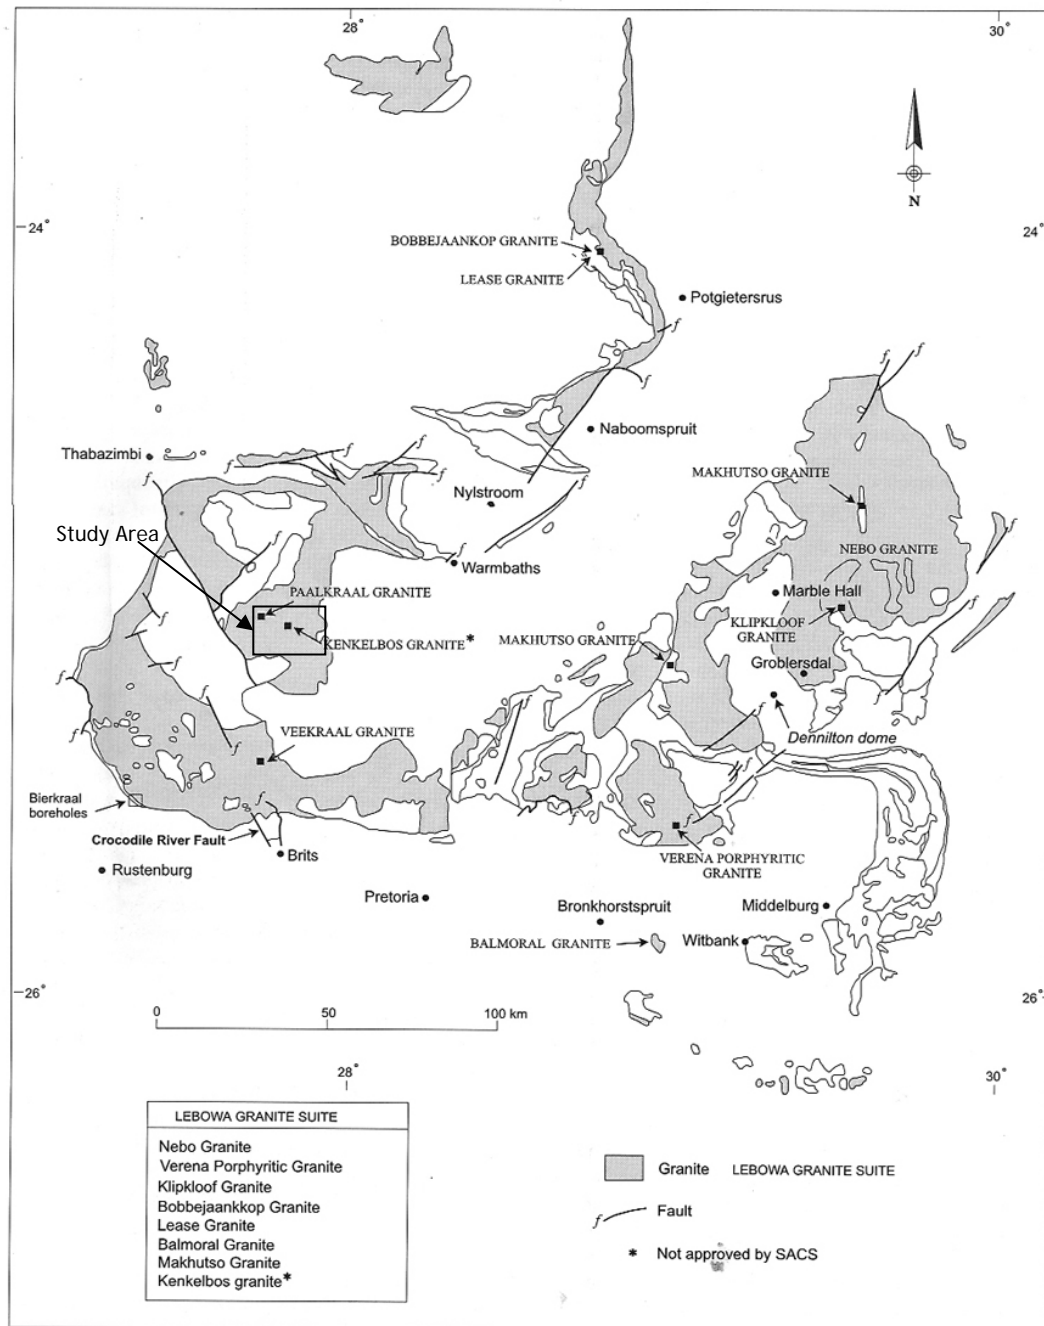 28°
30°
24°
24°
BOBBEJAANKOP GRANITE
LEASE GRANITE
N
Potgietersrus
f
f
f
f
Naboomspruit
Thabazimbi
f
f
f
f
f
MAKHUTSO GRANITE
Nylstroom
f
Study Area
f
f
NEBO GRANITE
f
f
Warmbaths
PAALKRAAL GRANITE
Marble Hall
f
KLIPKLOOF
GRANITE
KENKELBOS GRANITE*
MAKHUTSO GRANITE
Groblersdal
f
f
f
f
f
Dennilton dome
VEEKRAAL GRANITE
f
f
f
Bierkraal
boreholes
f
f
f
Crocodile River Fault
Brits
VERENA PORPHYRITIC
GRANITE
Rustenburg
Pretoria
Bronkhorstspruit
Middelburg
BALMORAL GRANITE
Witbank
26°
26°
0
50
100 km
28°
30°
LEBOWA GRANITE SUITE
Nebo Granite
Verena Porphyritic Granite
Klipkloof Granite
Bobbejaankkop Granite
Lease Granite
Balmoral Granite
Makhutso Granite
Kenkelbos granite*
Granite LEBOWA GRANITE SUITE
f Fault
* Not approved by SACS